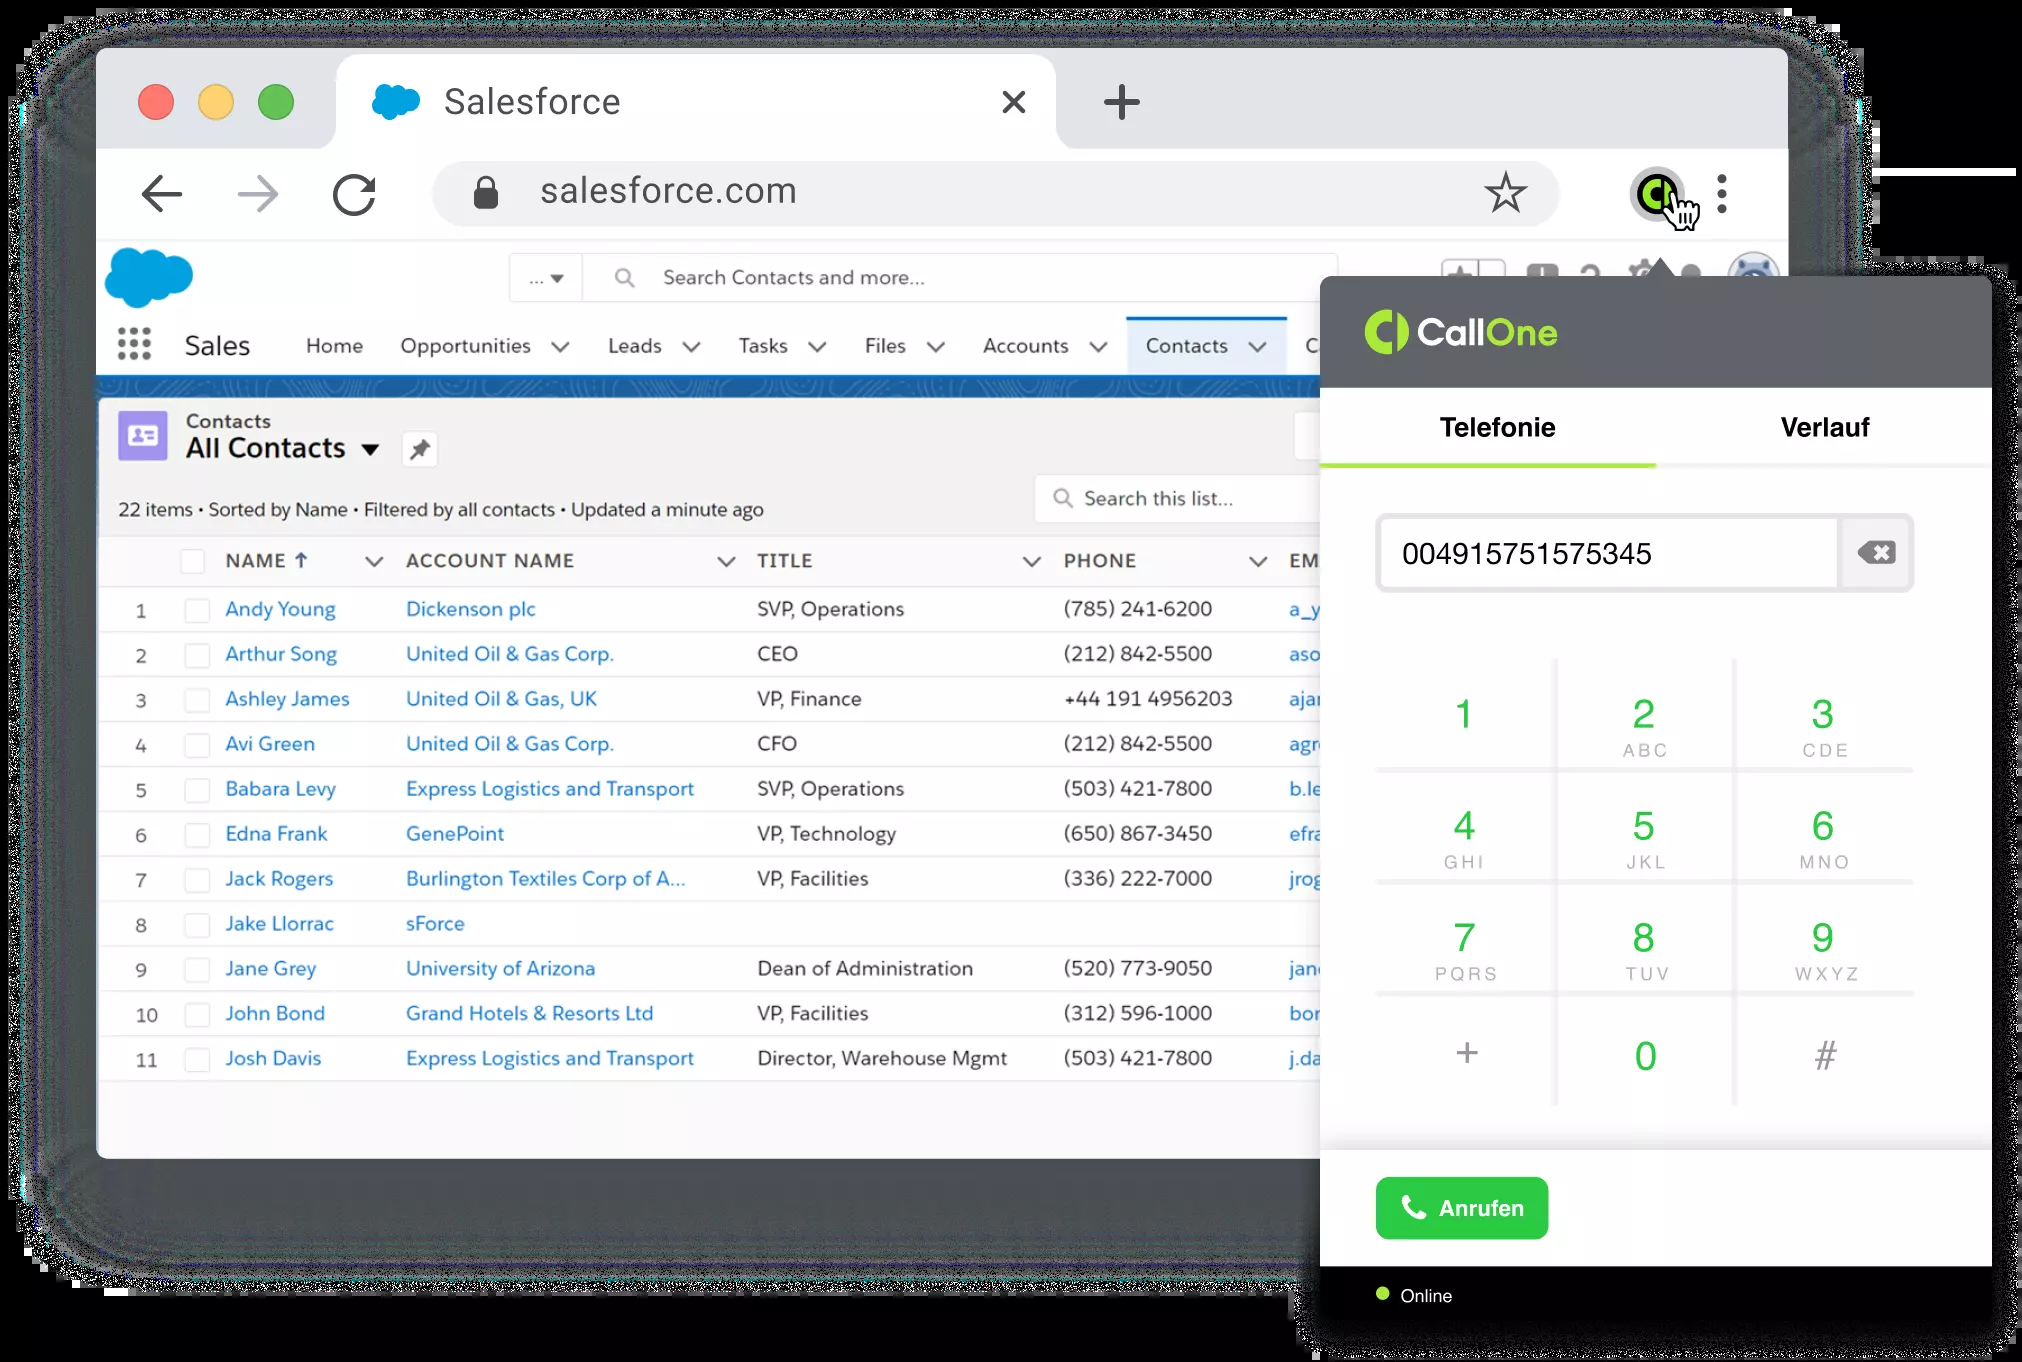 Salesforce
salesforce.com
... Search Contacts and more...
Sales Home Opportunities Leads Tasks Files Accounts Contacts
Contacts
All Contacts
22 items • Sorted by Name • Filtered by all contacts • Updated a minute ago
Search this list...
NAME ACCOUNT NAME TITLE PHONE EM
1 Andy Young Dickenson plc SVP, Operations (785) 241-6200 a_y
2 Arthur Song United Oil & Gas Corp. CEO (212) 842-5500 aso
3 Ashley James United Oil & Gas, UK VP, Finance +44 191 4956203 aja
4 Avi Green United Oil & Gas Corp. CFO (212) 842-5500 agr
5 Babara Levy Express Logistics and Transport SVP, Operations (503) 421-7800 b.le
6 Edna Frank GenePoint VP, Technology (650) 867-3450 efra
7 Jack Rogers Burlington Textiles Corp of A... VP, Facilities (336) 222-7000 jrog
8 Jake Llorrac sForce
9 Jane Grey University of Arizona Dean of Administration (520) 773-9050 jan
10 John Bond Grand Hotels & Resorts Ltd VP, Facilities (312) 596-1000 bor
11 Josh Davis Express Logistics and Transport Director, Warehouse Mgmt (503) 421-7800 j.da
CallOne
Telefonie Verlauf
004915751575345
1 2 3
ABC CDE
4 5 6
GHI JKL MNO
7 8 9
PQRS TUV WXYZ
+ 0 #
Anrufen
Online